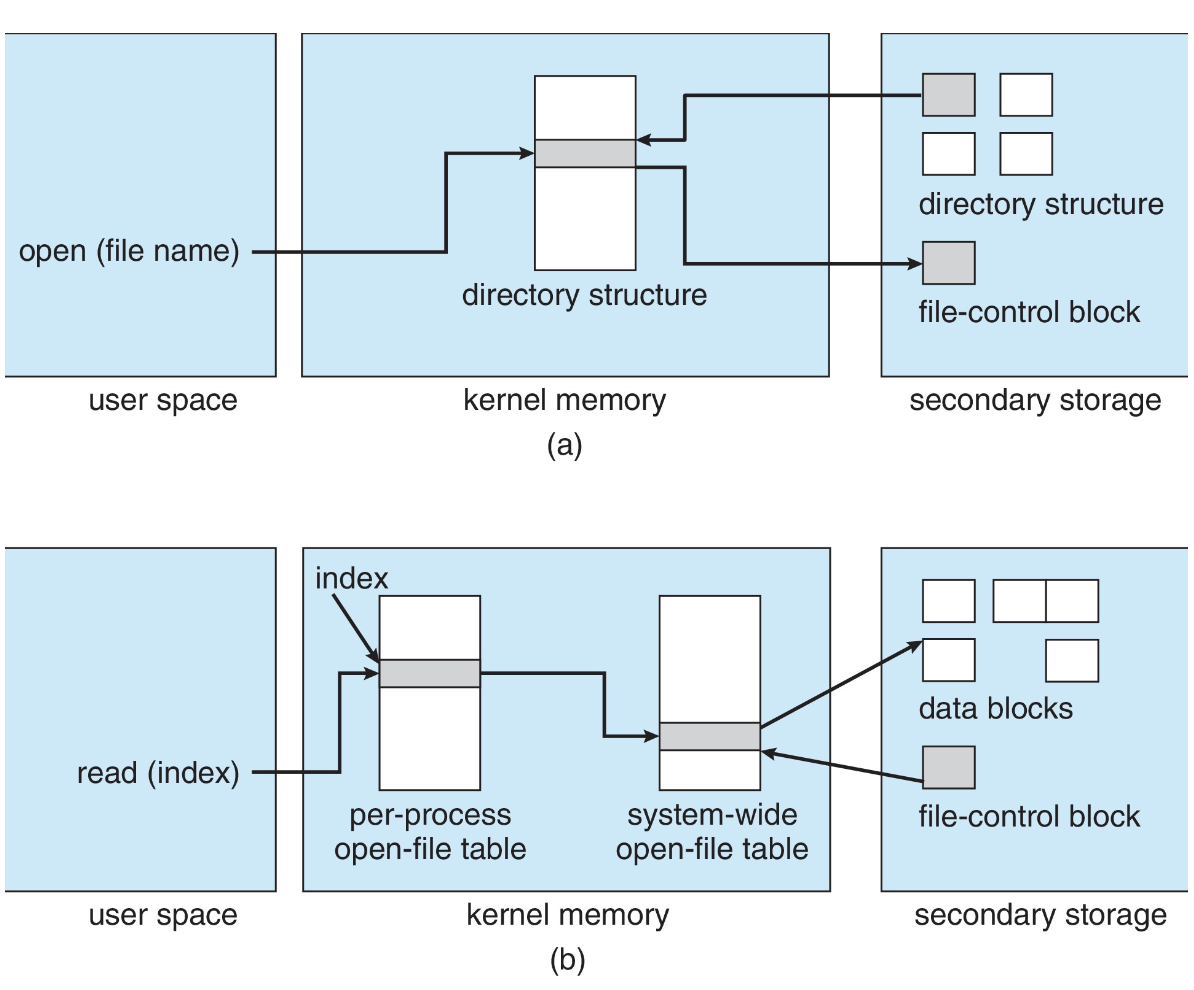 directory structure
open (file name)
directory structure
file-control block
user space
kernel memory
secondary storage
(a)
index
data blocks
read (index)
per-process
open-file table
system-wide
open-file table
file-control block
user space
kernel memory
secondary storage
(b)